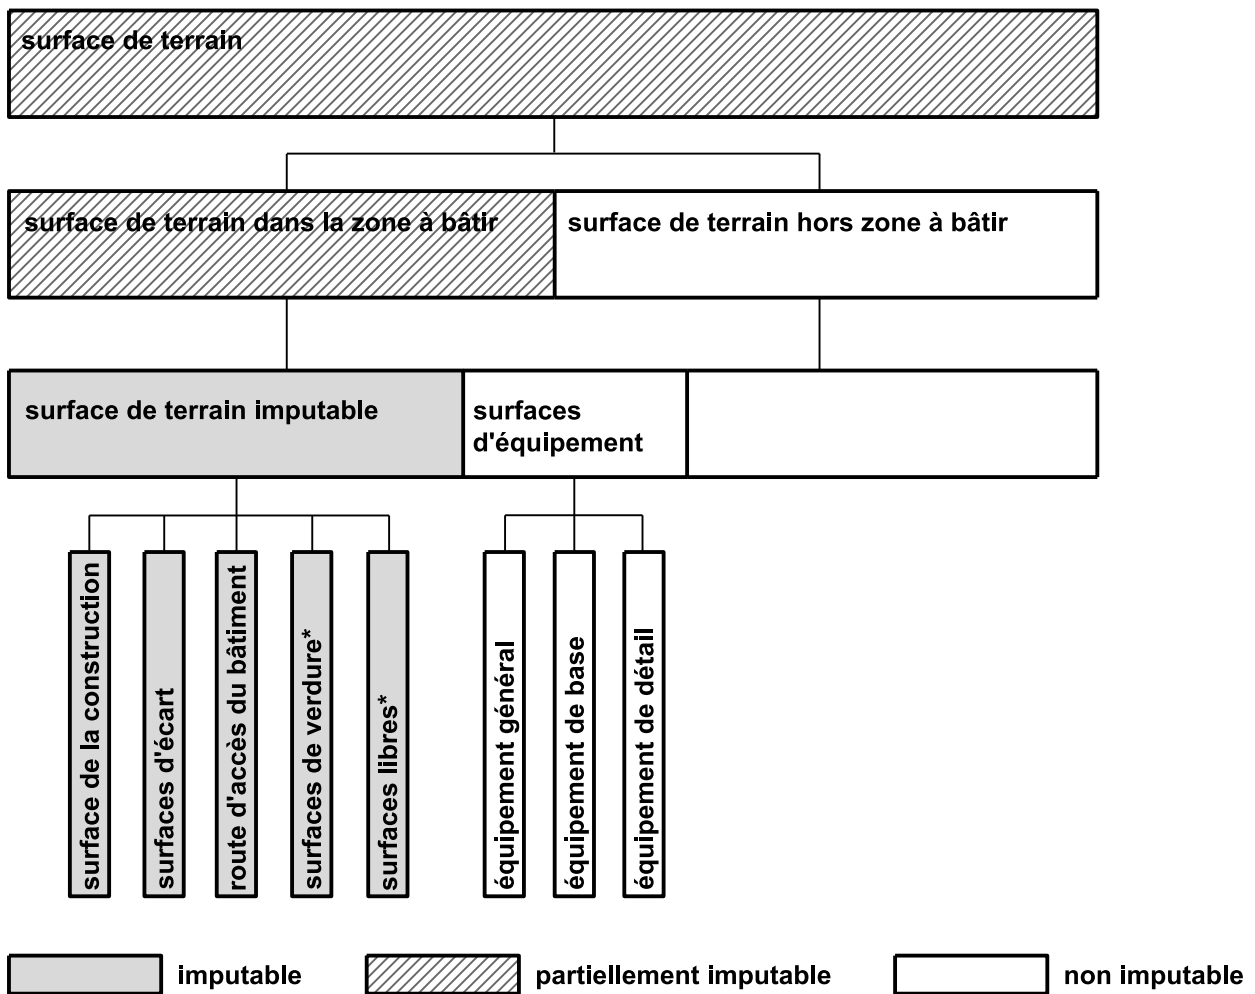 surface de terrain
surface de terrain dans la zone à bâtir
surface de terrain hors zone à bâtir
surface de terrain imputable
surfaces
d'équipement
surface de la construction
surfaces d'écart
route d'accès du bâtiment
surfaces de verdure*
surfaces libres*
équipement général
équipement de base
équipement de détail
imputable
partiellement imputable
non imputable